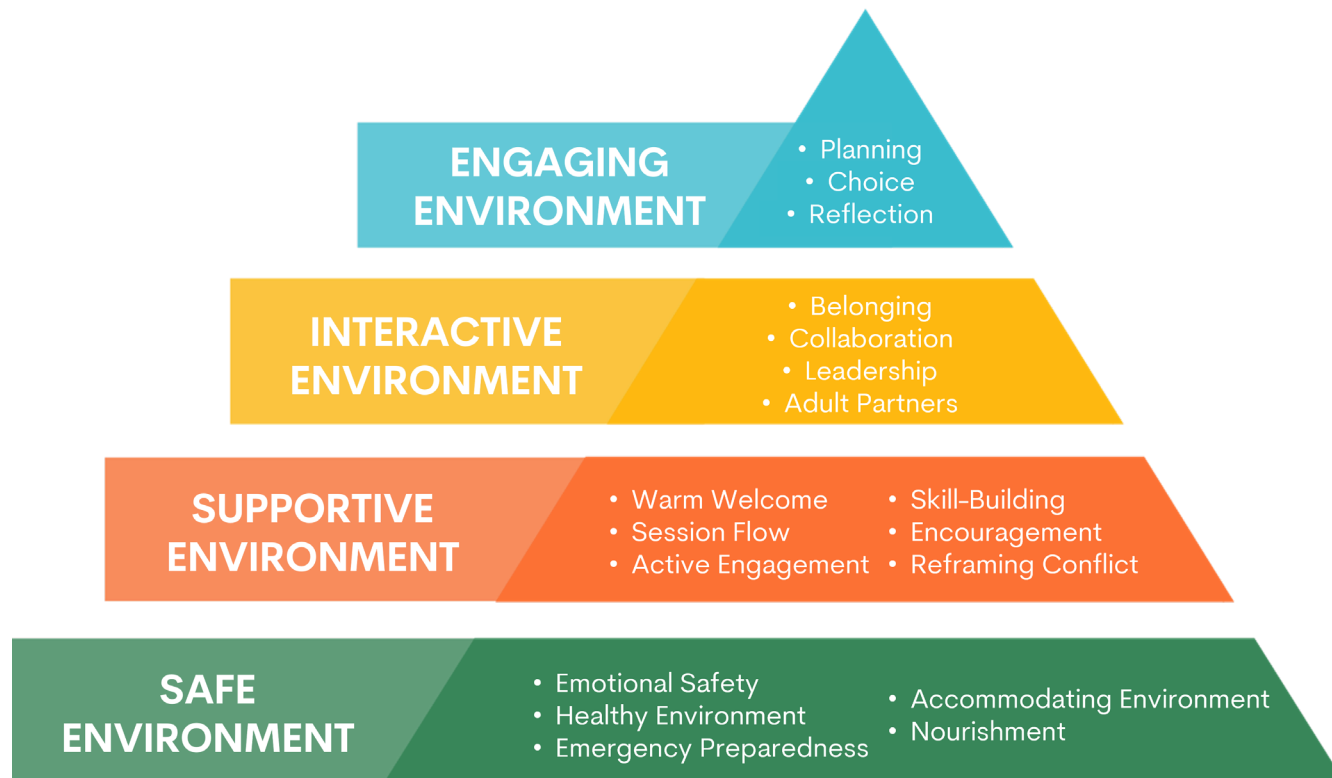 ENGAGING
ENVIRONMENT
• Planning
• Choice
• Reflection
INTERACTIVE
ENVIRONMENT
• Belonging
• Collaboration
• Leadership
• Adult Partners
SUPPORTIVE
ENVIRONMENT
• Warm Welcome
• Session Flow
• Active Engagement
• Skill-Building
• Encouragement
• Reframing Conflict
SAFE
ENVIRONMENT
• Emotional Safety
• Healthy Environment
• Emergency Preparedness
• Accommodating Environment
• Nourishment